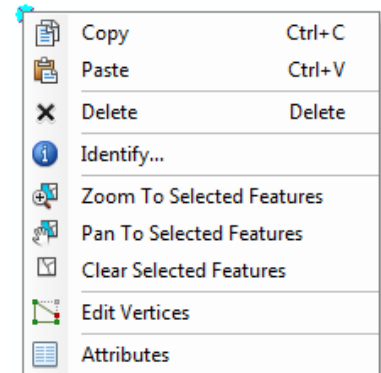 Copy Ctrl+C
Paste Ctrl+V
Delete Delete
Identify...
Zoom To Selected Features
Pan To Selected Features
Clear Selected Features
Edit Vertices
Attributes